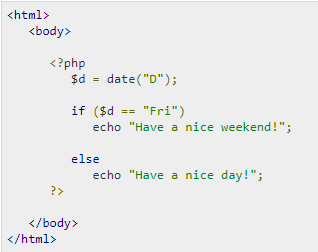 <html>
<body>
<?php
$d = date("D");
if ($d == "Fri")
echo "Have a nice weekend!";
else
echo "Have a nice day!";
?>
</body>
</html>